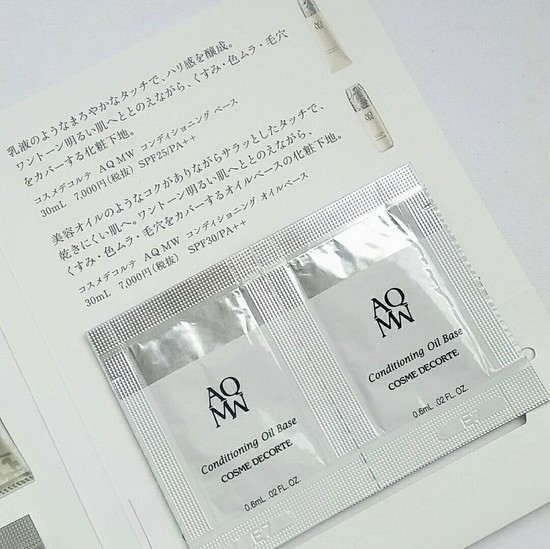 乳液のようなまろやかなタッチで、ハリ感を醸成。
ワントーン明るい肌へととのえながら、くすみ・色ムラ・毛穴
をカバーする化粧下地。
コスメデコルテ AQ MW コンディショニング ベース
30mL 7,000円(税抜) SPF25/PA++
美容オイルのようなコクがありながらサラッとしたタッチで、
乾きにくい肌へ。ワントーン明るい肌へととのえながら、
くすみ・色ムラ・毛穴をカバーするオイルベースの化粧下地。
コスメデコルテ AQ MW コンディショニング オイルベース
30mL 7,000円(税抜) SPF30/PA++
AQ
MW
Conditioning Oil Base
COSME DECORTE
0.6mL .02 FL. OZ.
AQ
MW
Conditioning Oil Base
COSME DECORTE
0.6mL .02 FL. OZ.